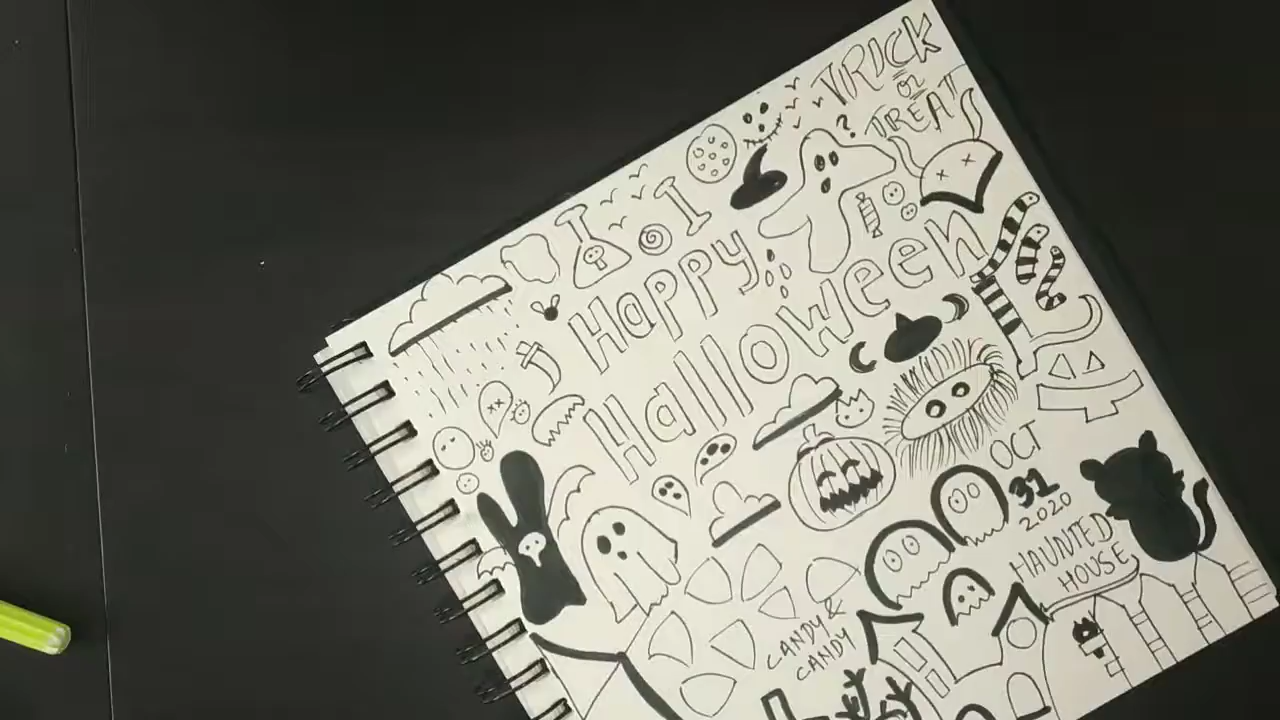 TRICK
or
TREAT
?
Happy
Halloween
OCT
31
2020
HAUNTED
HOUSE
CANDY &
CANDY